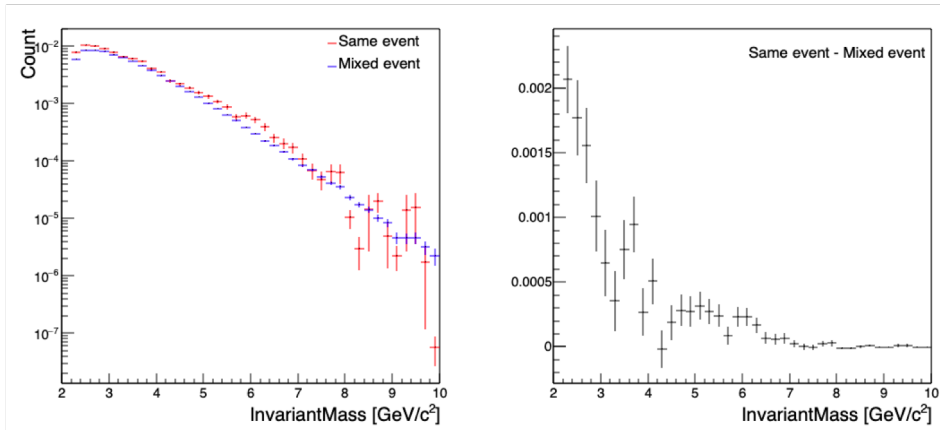 Count
10⁻²
10⁻³
10⁻⁴
10⁻⁵
10⁻⁶
10⁻⁷
Same event
Mixed event
2 3 4 5 6 7 8 9 10
InvariantMass [GeV/c²]
0.002
0.0015
0.001
0.0005
0
Same event - Mixed event
2 3 4 5 6 7 8 9 10
InvariantMass [GeV/c²]